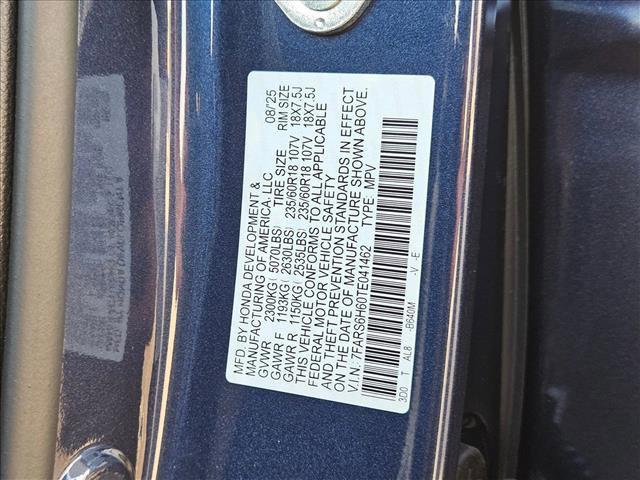 MFD. BY HONDA DEVELOPMENT & 08/'25
MANUFACTURING OF AMERICA, LLC
GVWR 2300KG ( 5070LBS) TIRE SIZE RIM SIZE
GAWR F 1193KG ( 2630LBS) 235/60R18 107V 18X7.5J
GAWR R 1150KG ( 2535LBS) 235/60R18 107V 18X7.5J
THIS VEHICLE CONFORMS TO ALL APPLICABLE
FEDERAL MOTOR VEHICLE SAFETY
AND THEFT PREVENTION STANDARDS IN EFFECT
ON THE DATE OF MANUFACTURE SHOWN ABOVE.
V.I.N.: 7FARS6H60TE041462 TYPE: MPV
3D0 T AL8 -B640M -V -E